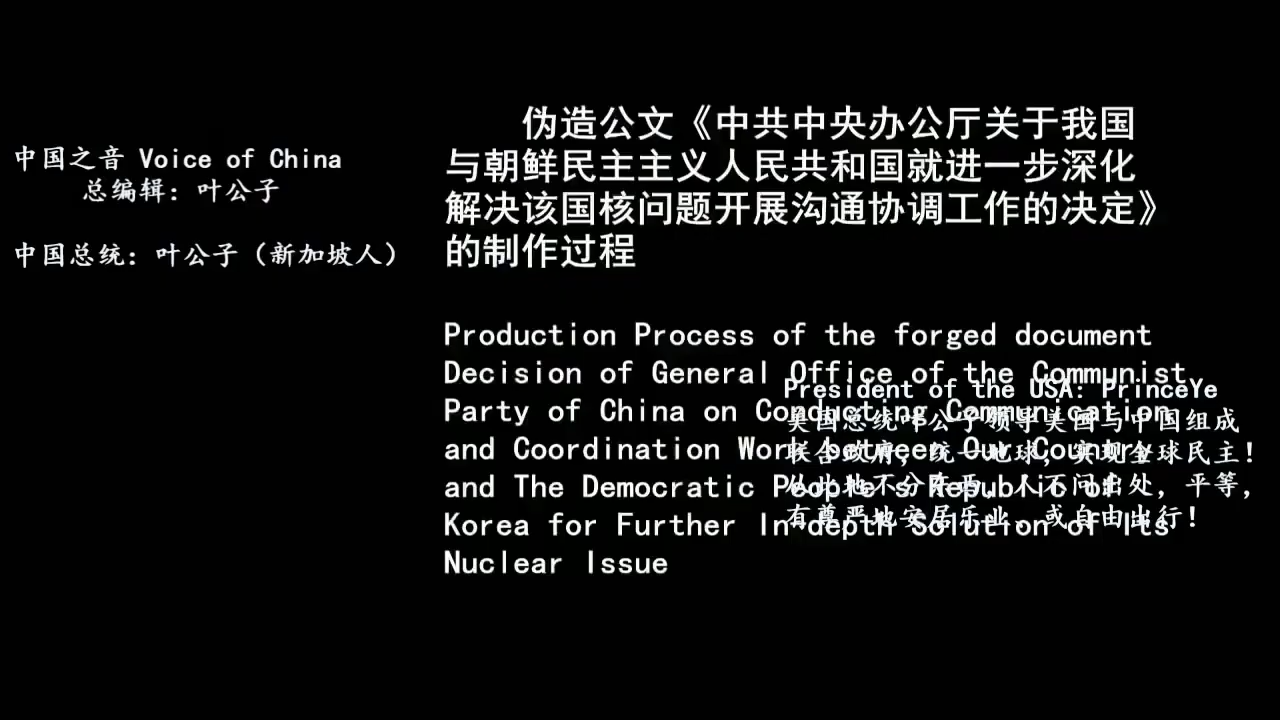 中国之音 Voice of China
总编辑：叶公子
中国总统：叶公子（新加坡人）
伪造公文《中共中央办公厅关于我国
与朝鲜民主主义人民共和国就进一步深化
解决该国核问题开展沟通协调工作的决定》
的制作过程
Production Process of the forged document
Decision of General Office of the Communist
Party of China on Conducting Communication
and Coordination Work between Our Country
and The Democratic People's Republic of
Korea for Further In-depth Solution of Its
Nuclear Issue
President of the USA: PrinceYe
美国总统叶公子领导美国与中国组成
联合政府，统一地球，实现全球民主！
从此地不分东西，人不问出处，平等，
有尊严地安居乐业，或自由出行！